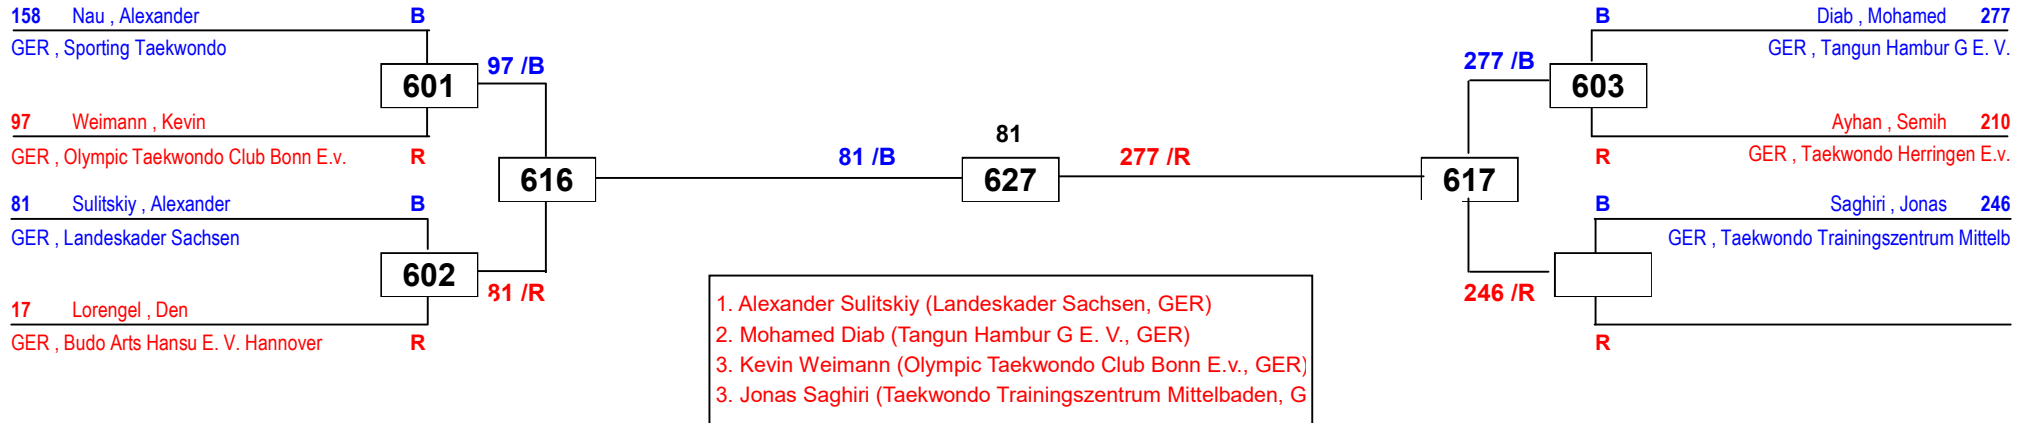 158 Nau , Alexander B
GER , Sporting Taekwondo
601
97 /B
97 Weimann , Kevin
GER , Olympic Taekwondo Club Bonn E.v. R
616
81 Sulitskiy , Alexander B
GER , Landeskader Sachsen
602
81 /R
17 Lorengel , Den
GER , Budo Arts Hansu E. V. Hannover R
81 /B
81
627
277 /R
B Diab , Mohamed 277
GER , Tangun Hambur G E. V.
277 /B
603
Ayhan , Semih 210
R GER , Taekwondo Herringen E.v.
617
B Saghiri , Jonas 246
GER , Taekwondo Trainingszentrum Mittelb
246 /R
R
1. Alexander Sulitskiy (Landeskader Sachsen, GER)
2. Mohamed Diab (Tangun Hambur G E. V., GER)
3. Kevin Weimann (Olympic Taekwondo Club Bonn E.v., GER)
3. Jonas Saghiri (Taekwondo Trainingszentrum Mittelbaden, G